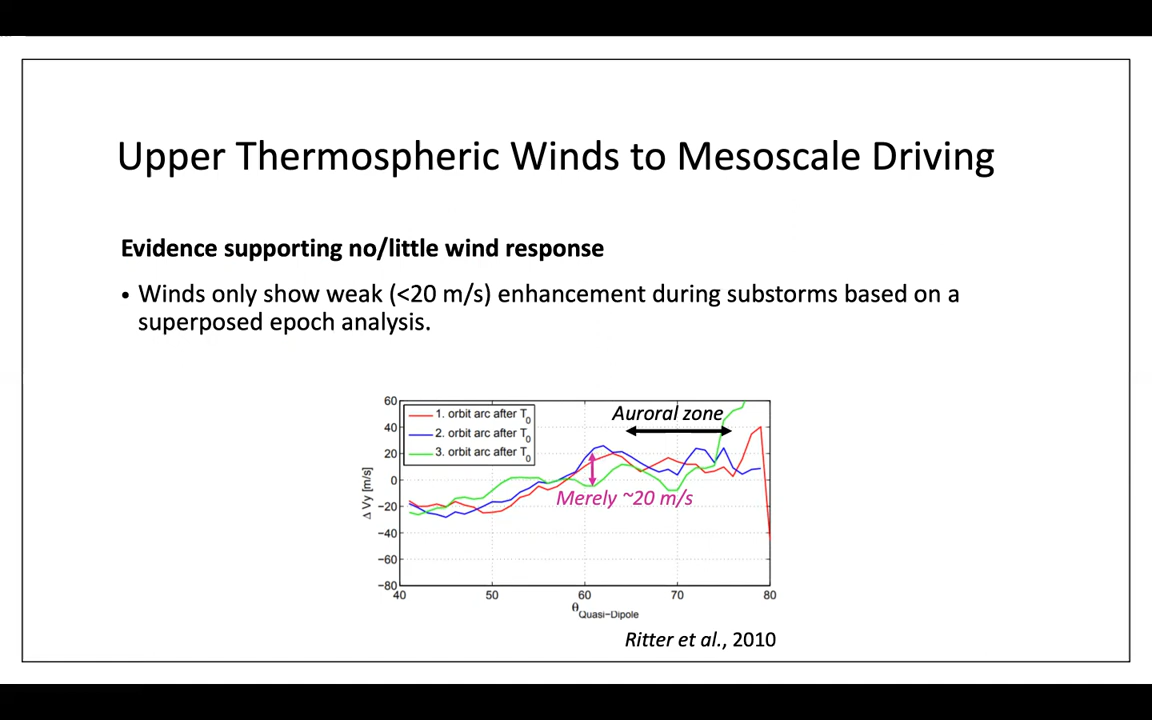 Upper Thermospheric Winds to Mesoscale Driving
Evidence supporting no/little wind response
• Winds only show weak (<20 m/s) enhancement during substorms based on a
superposed epoch analysis.
60
40
20
0
−20
−40
−60
−80
Δ Vy [m/s]
1. orbit arc after T0
2. orbit arc after T0
3. orbit arc after T0
Auroral zone
Merely ~20 m/s
40 50 60 70 80
θQuasi−Dipole
Ritter et al., 2010